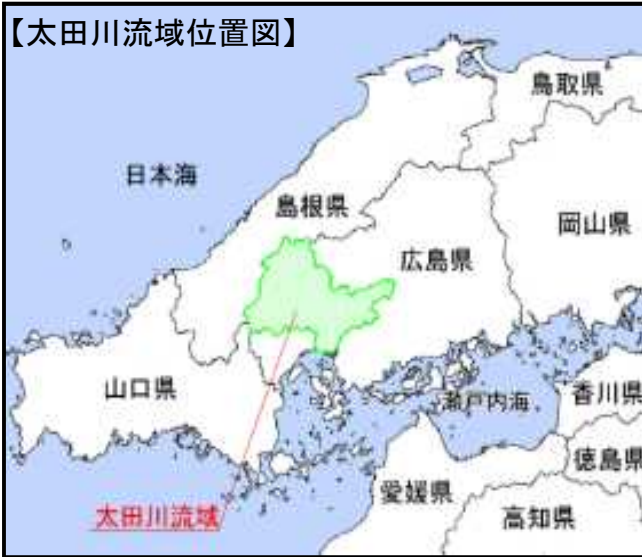 【太田川流域位置図】
鳥取県
日本海
島根県
岡山県
広島県
山口県
瀬戸内海
香川県
徳島県
愛媛県
高知県
太田川流域